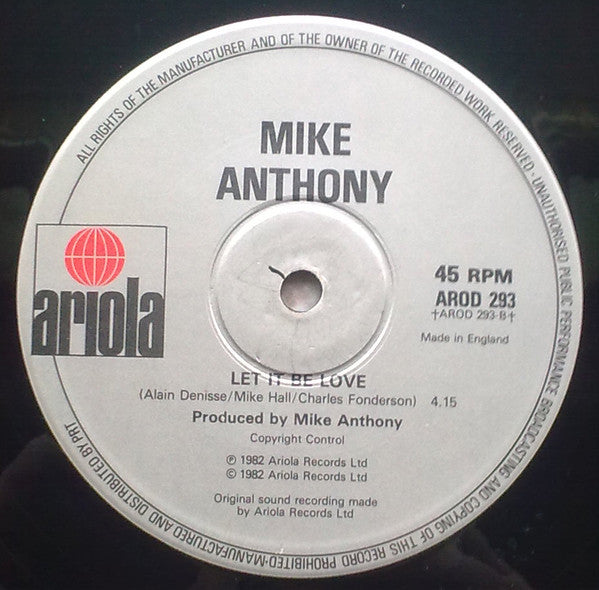 ALL RIGHTS OF THE MANUFACTURER AND OF THE OWNER OF THE RECORDED WORK RESERVED - UNAUTHORISED PUBLIC PERFORMANCE BROADCASTING AND COPYING OF THIS RECORD PROHIBITED-MANUFACTURED AND DISTRIBUTED BY PRT
MIKE
ANTHONY
ariola
45 RPM
AROD 293
†AROD 293-B†
Made in England
LET IT BE LOVE
(Alain Denisse/Mike Hall/Charles Fonderson) 4.15
Produced by Mike Anthony
Copyright Control
℗ 1982 Ariola Records Ltd
© 1982 Ariola Records Ltd
Original sound recording made
by Ariola Records Ltd